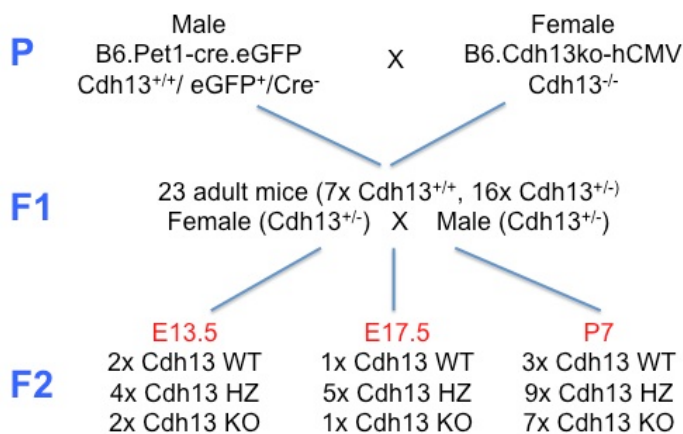 P
Male
B6.Pet1-cre.eGFP
Cdh13+/+/ eGFP+/Cre-
X
Female
B6.Cdh13ko-hCMV
Cdh13-/-
F1
23 adult mice (7x Cdh13+/+, 16x Cdh13+/-)
Female (Cdh13+/-) X Male (Cdh13+/-)
F2
E13.5
2x Cdh13 WT
4x Cdh13 HZ
2x Cdh13 KO
E17.5
1x Cdh13 WT
5x Cdh13 HZ
1x Cdh13 KO
P7
3x Cdh13 WT
9x Cdh13 HZ
7x Cdh13 KO